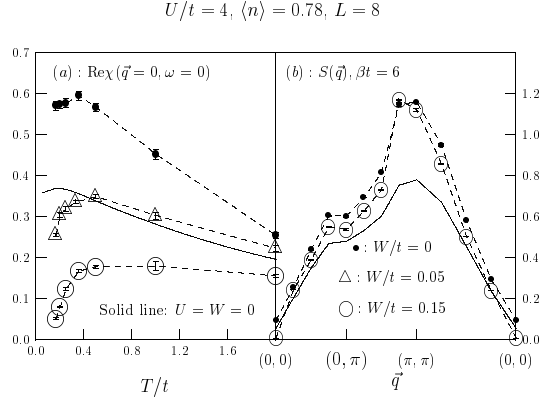 U/t = 4, ⟨n⟩ = 0.78, L = 8
(a) : Reχ(q⃗ = 0, ω = 0)
(b) : S(q⃗), βt = 6
0.7
0.6
0.5
0.4
0.3
0.2
0.1
0.0
1.2
1.0
0.8
0.6
0.4
0.2
0.0
: W/t = 0
: W/t = 0.05
: W/t = 0.15
Solid line: U = W = 0
0.0 0.4 0.8 1.2 1.6
(0, 0) (0, π) (π, π) (0, 0)
T/t
q⃗